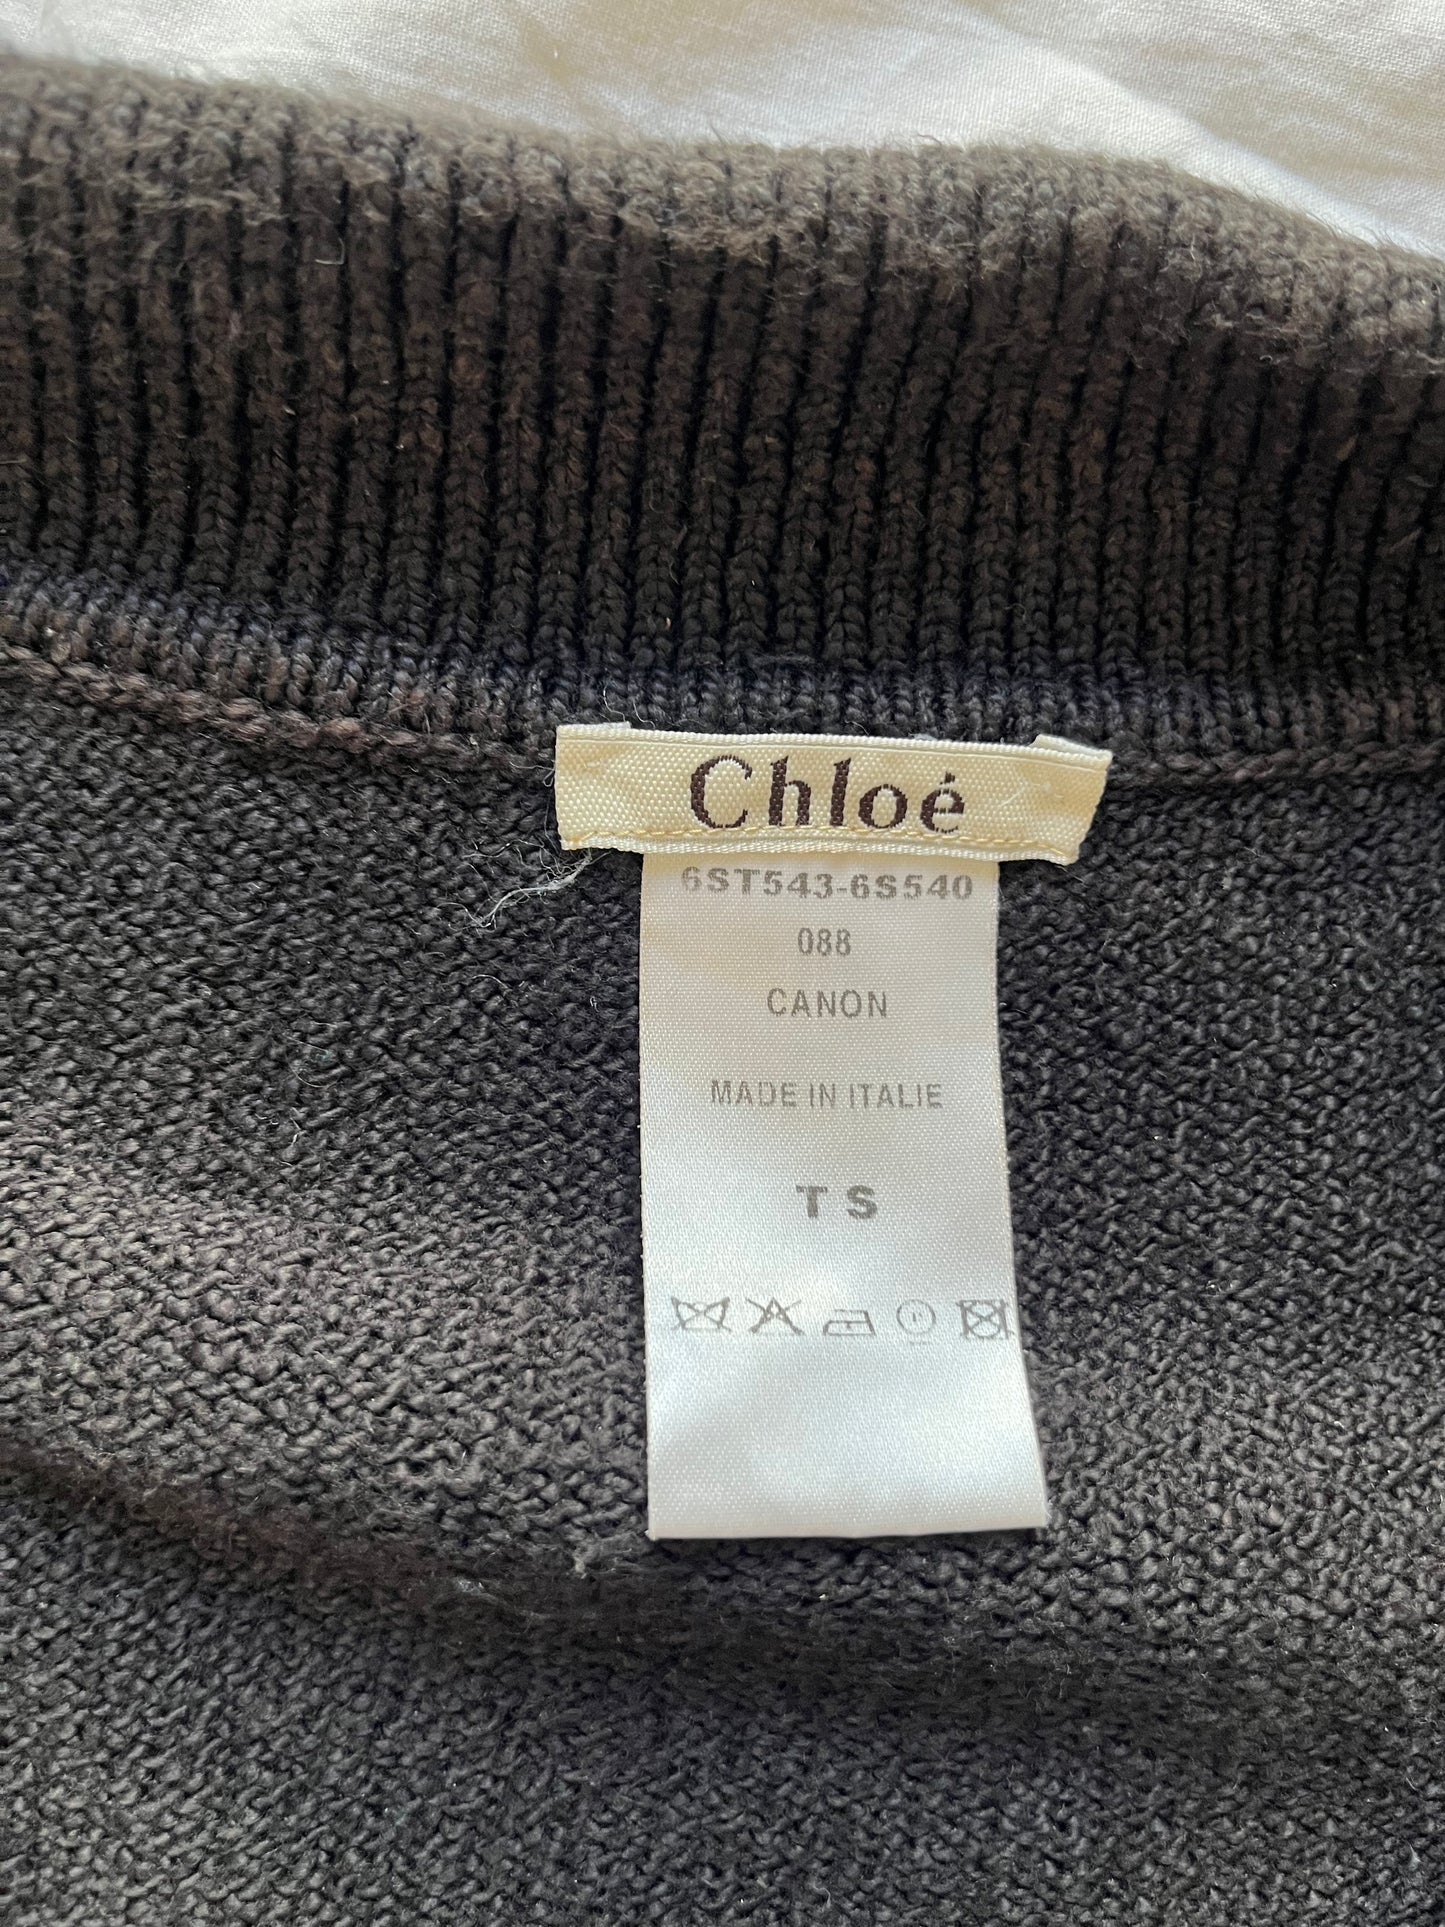 Chloé
6ST543-6S540
088
CANON
MADE IN ITALIE
T S